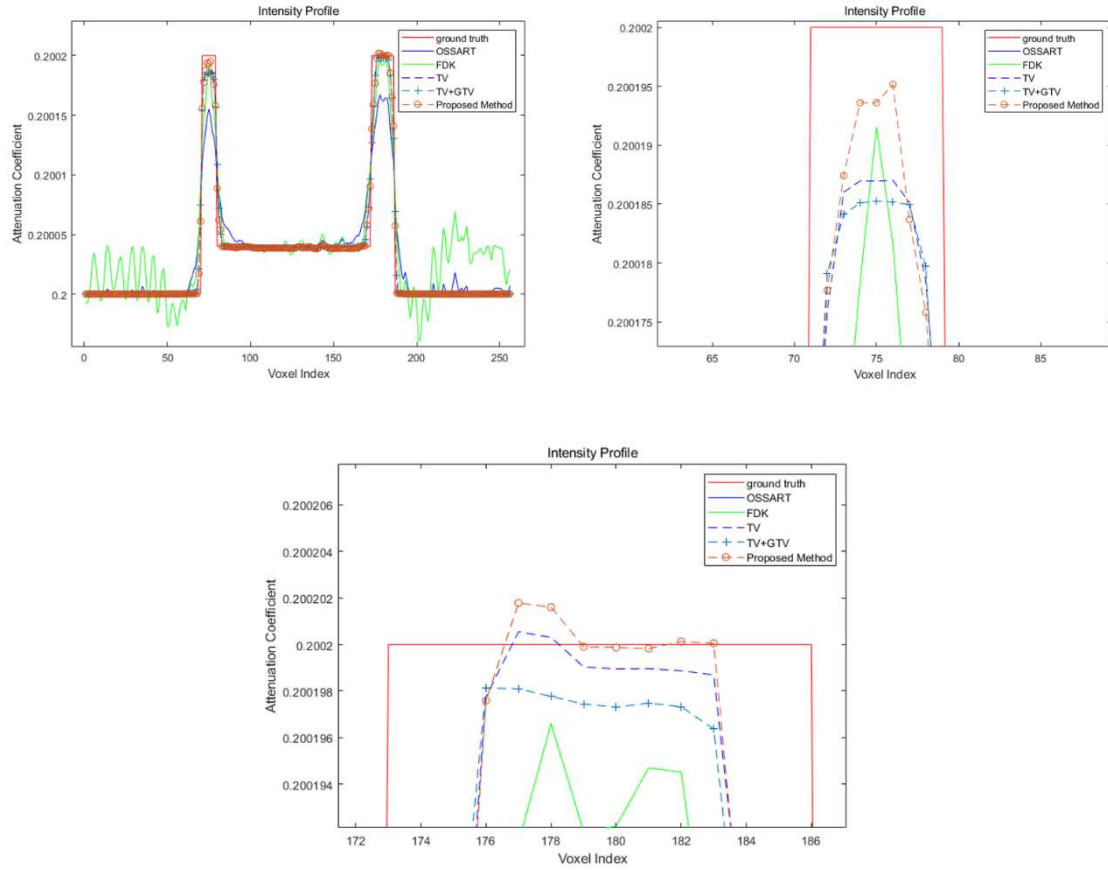 Intensity Profile
0.2002
0.20015
0.2001
0.20005
0.2
Attenuation Coefficient
ground truth
OSSART
FDK
TV
TV+GTV
Proposed Method
0 50 100 150 200 250
Voxel Index
Intensity Profile
0.2002
0.200195
0.20019
0.200185
0.20018
0.200175
Attenuation Coefficient
ground truth
OSSART
FDK
TV
TV+GTV
Proposed Method
65 70 75 80 85
Voxel Index
Intensity Profile
0.200206
0.200204
0.200202
0.2002
0.200198
0.200196
0.200194
Attenuation Coefficient
ground truth
OSSART
FDK
TV
TV+GTV
Proposed Method
172 174 176 178 180 182 184 186
Voxel Index